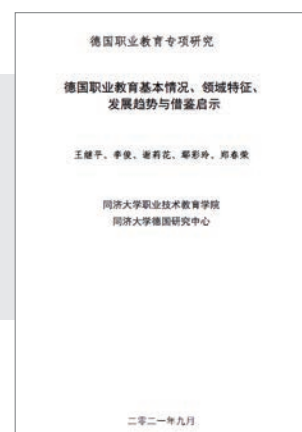 德国职业教育专项研究
德国职业教育基本情况、领域特征、
发展趋势与借鉴启示
王继平、李俊、谢莉花、鄢彩玲、郑春荣
同济大学职业技术教育学院
同济大学德国研究中心
二零二一年九月